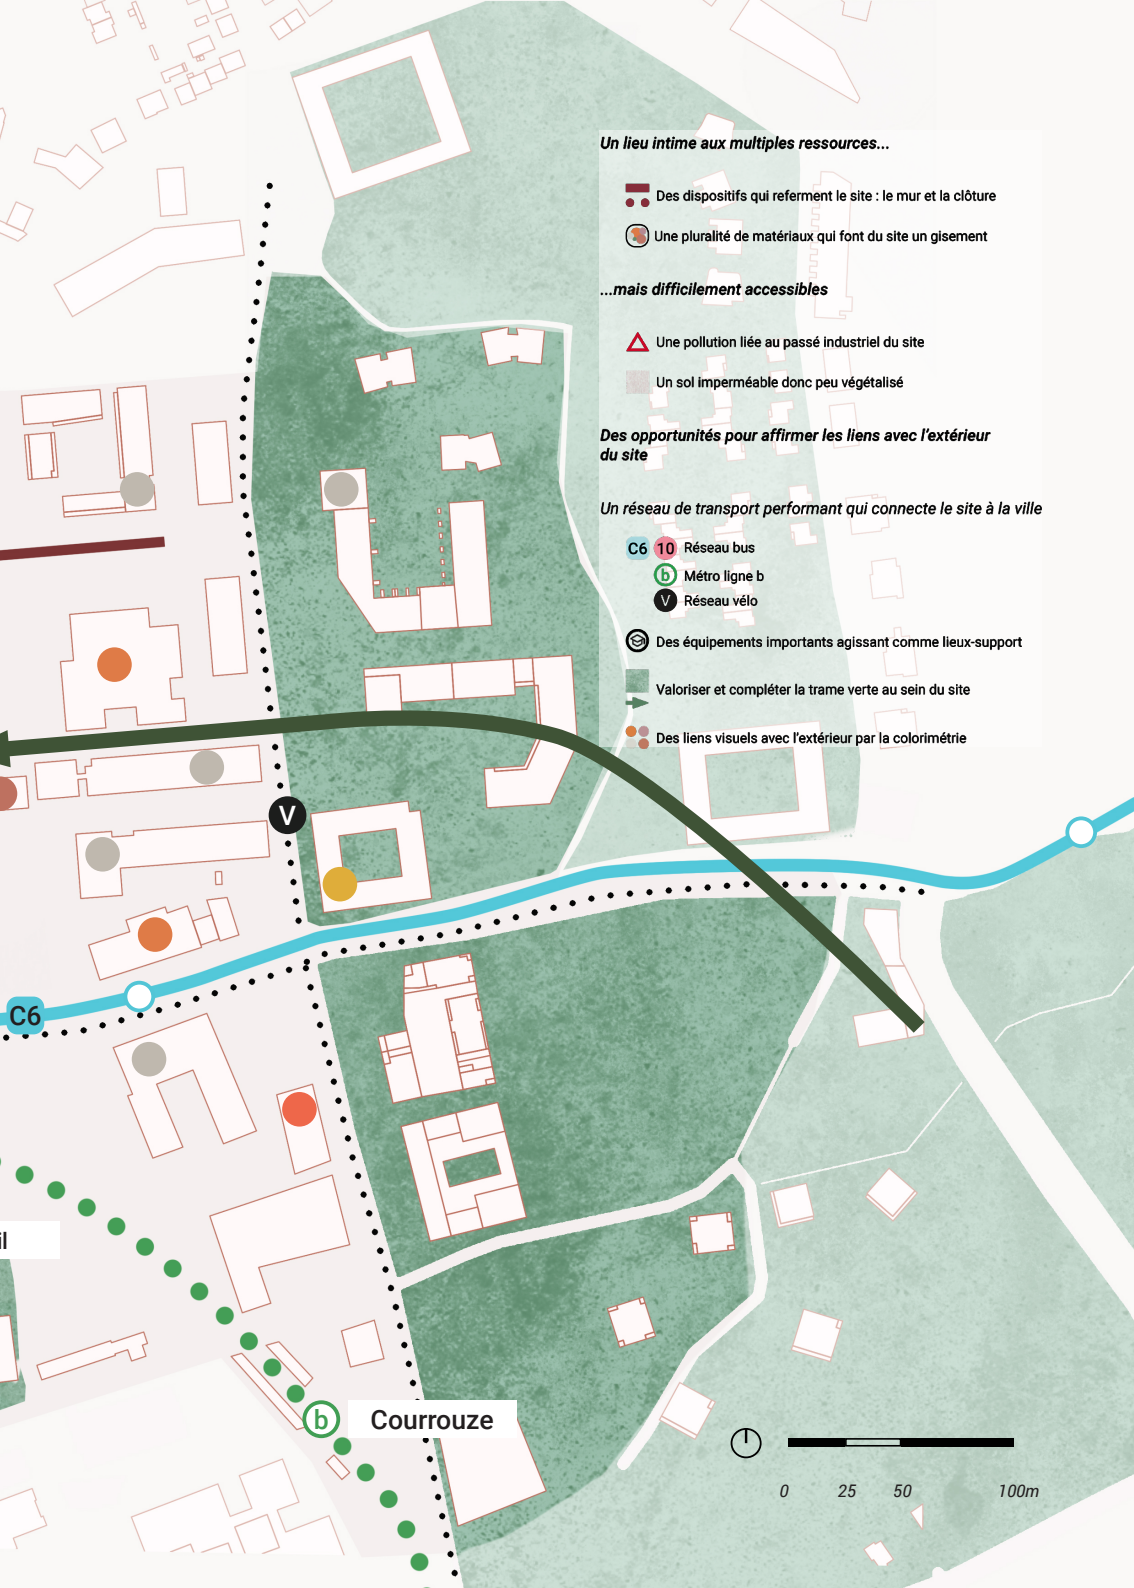 Un lieu intime aux multiples ressources...
Des dispositifs qui referment le site : le mur et la clôture
Une pluralité de matériaux qui font du site un gisement
...mais difficilement accessibles
Une pollution liée au passé industriel du site
Un sol imperméable donc peu végétalisé
Des opportunités pour affirmer les liens avec l'extérieur
du site
Un réseau de transport performant qui connecte le site à la ville
C6 10 Réseau bus
b Métro ligne b
V Réseau vélo
Des équipements importants agissant comme lieux-support
Valoriser et compléter la trame verte au sein du site
Des liens visuels avec l'extérieur par la colorimétrie
V
C6
il
b Courrouze
0 25 50 100m